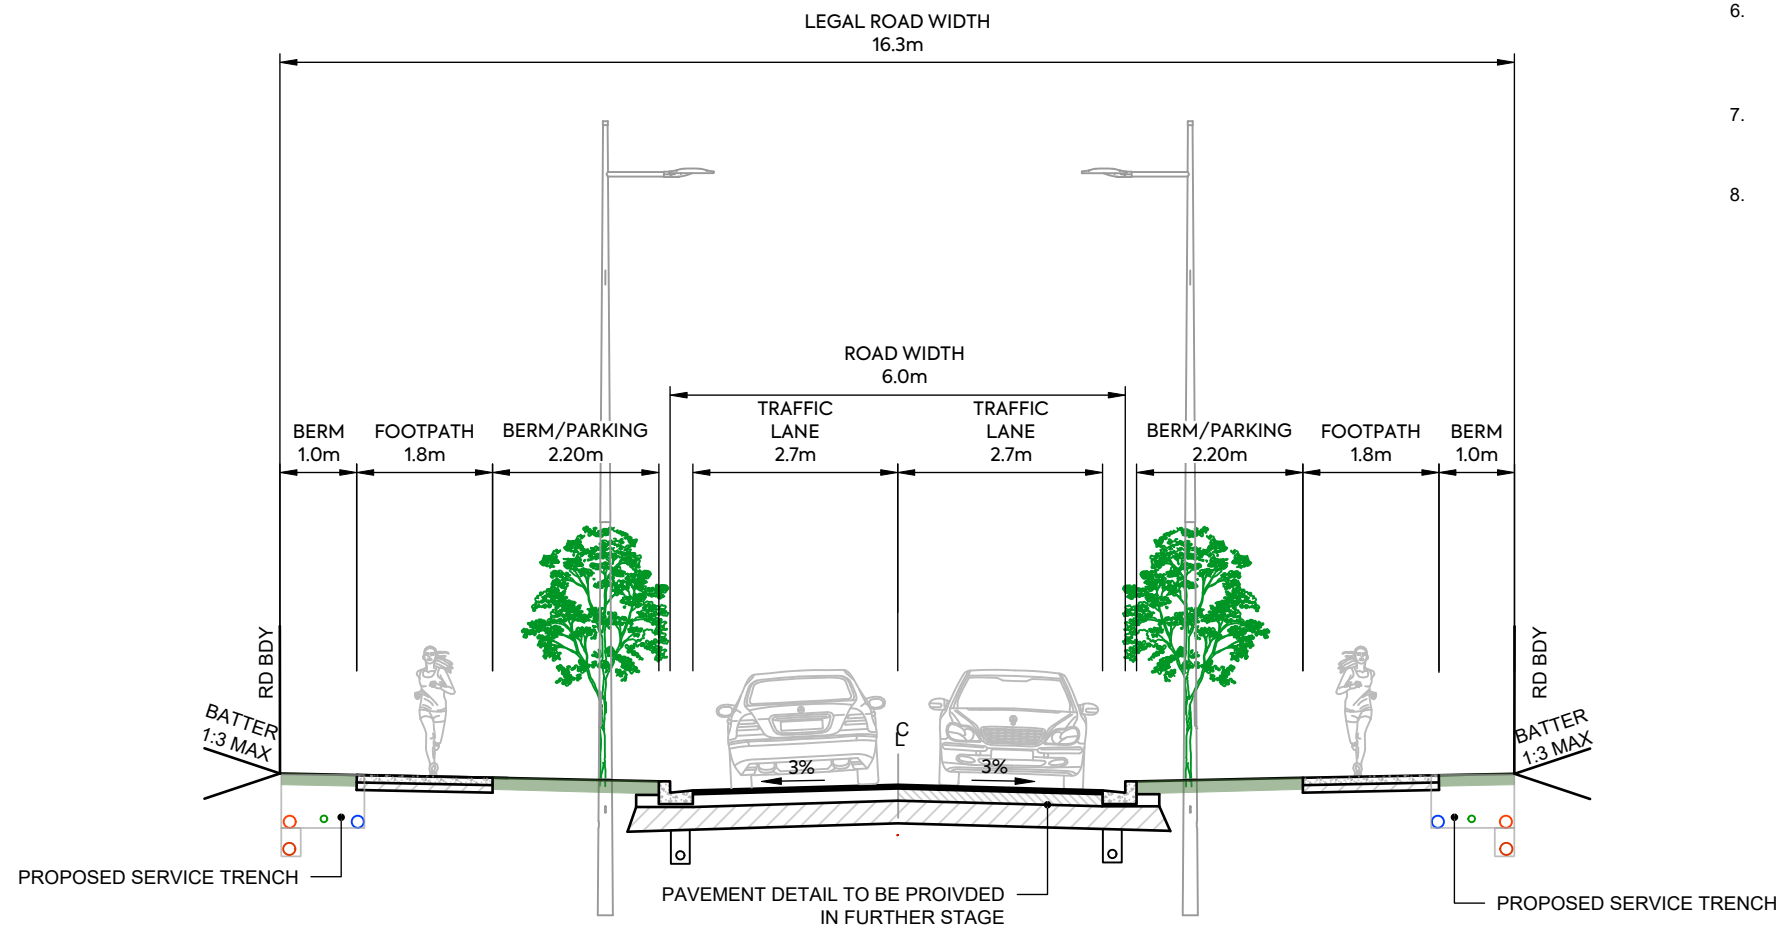 LEGAL ROAD WIDTH
16.3m
6.
7.
8.
ROAD WIDTH
6.0m
BERM
1.0m
FOOTPATH
1.8m
BERM/PARKING
2.20m
TRAFFIC
LANE
2.7m
TRAFFIC
LANE
2.7m
BERM/PARKING
2.20m
FOOTPATH
1.8m
BERM
1.0m
RD BDY
RD BDY
BATTER
1:3 MAX
BATTER
1:3 MAX
CL
3%
3%
PROPOSED SERVICE TRENCH
PAVEMENT DETAIL TO BE PROIVDED
IN FURTHER STAGE
PROPOSED SERVICE TRENCH